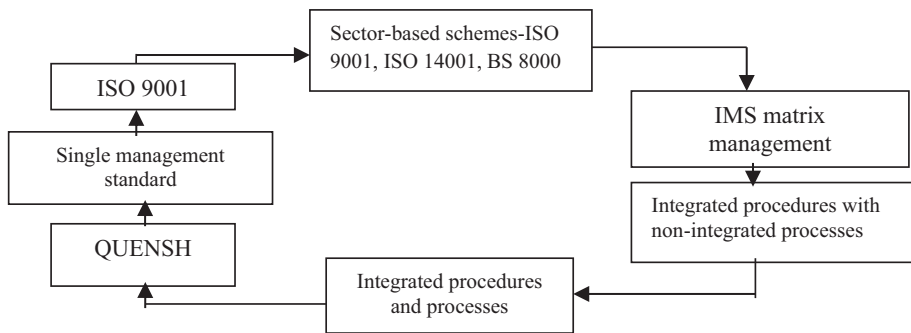 Sector-based schemes-ISO
9001, ISO 14001, BS 8000
ISO 9001
IMS matrix
management
Single management
standard
Integrated procedures with
non-integrated processes
QUENSH
Integrated procedures
and processes